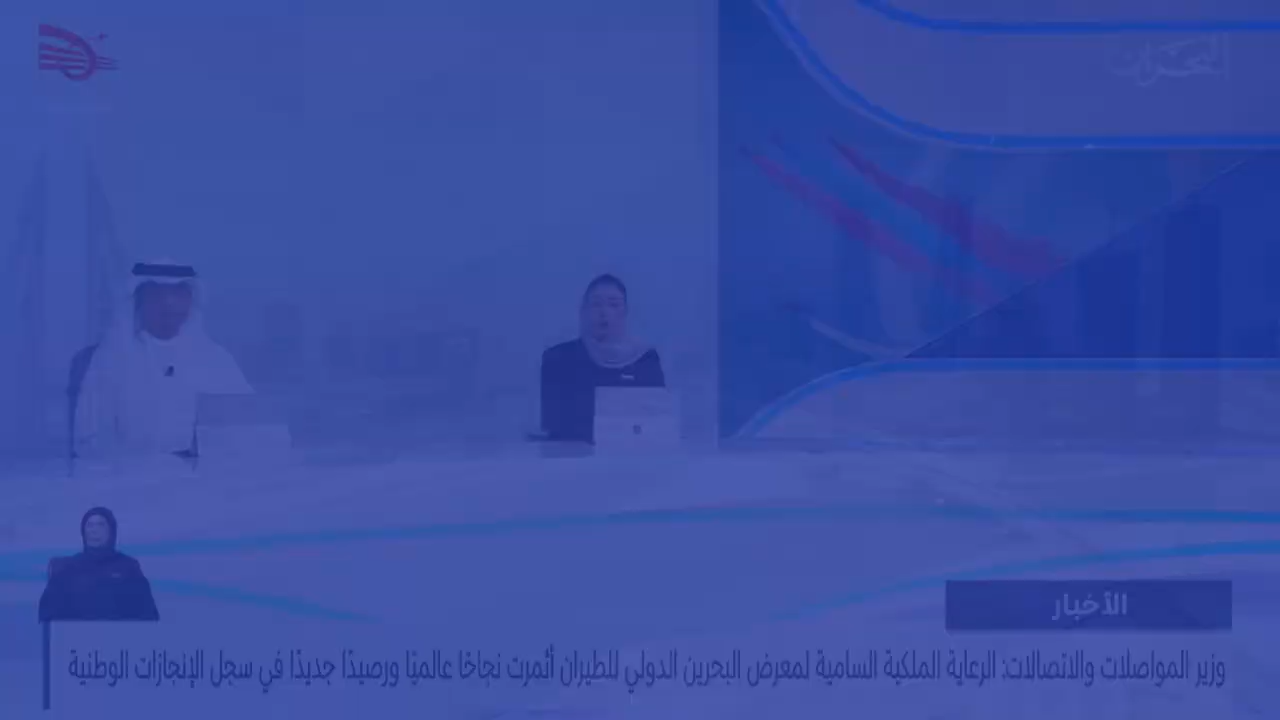 البحرين
الأخبار
وزير المواصلات والاتصالات: الرعاية الملكية السامية لمعرض البحرين الدولي للطيران أثمرت نجاحًا عالميًا ورصيدًا جديدًا في سجل الإنجازات الوطنية